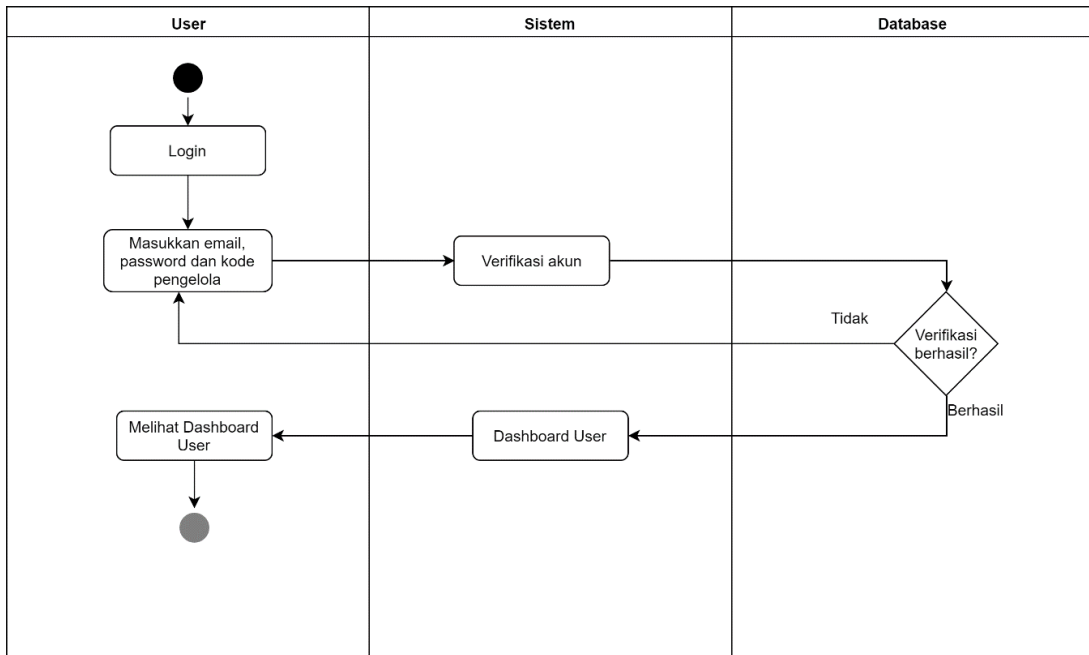 User
Sistem
Database
Login
Masukkan email,
password dan kode
pengelola
Verifikasi akun
Tidak
Verifikasi
berhasil?
Berhasil
Melihat Dashboard
User
Dashboard User